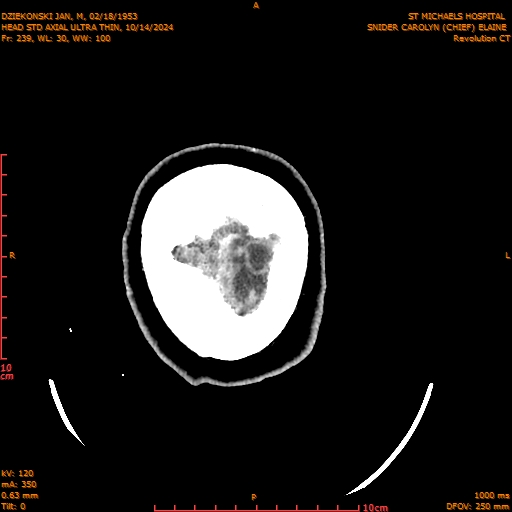 A
DZIEKONSKI JAN, M, 02/18/1953
HEAD STD AXIAL ULTRA THIN, 10/14/2024
Fr: 239, WL: 30, WW: 100
ST MICHAELS HOSPITAL
SNIDER CAROLYN (CHIEF) ELAINE
Revolution CT
R
L
10
cm
kV: 120
mA: 350
0.63 mm
Tilt: 0
P
10cm
1000 ms
DFOV: 250 mm